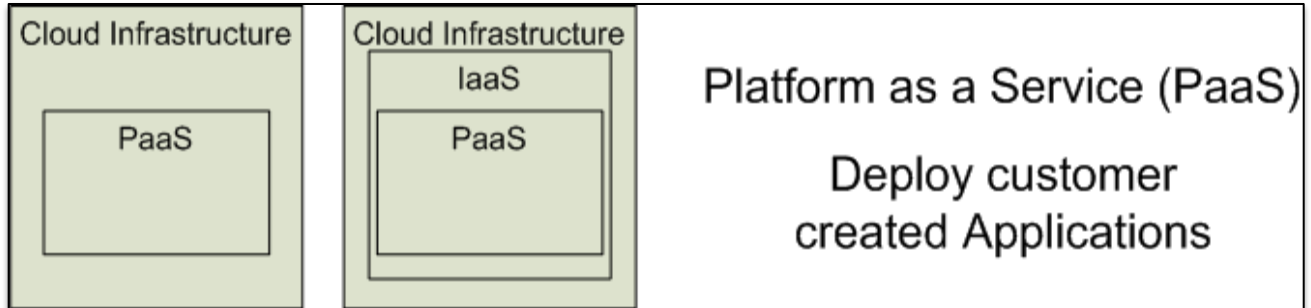 Cloud Infrastructure
PaaS
Cloud Infrastructure
IaaS
PaaS
Platform as a Service (PaaS)
Deploy customer
created Applications